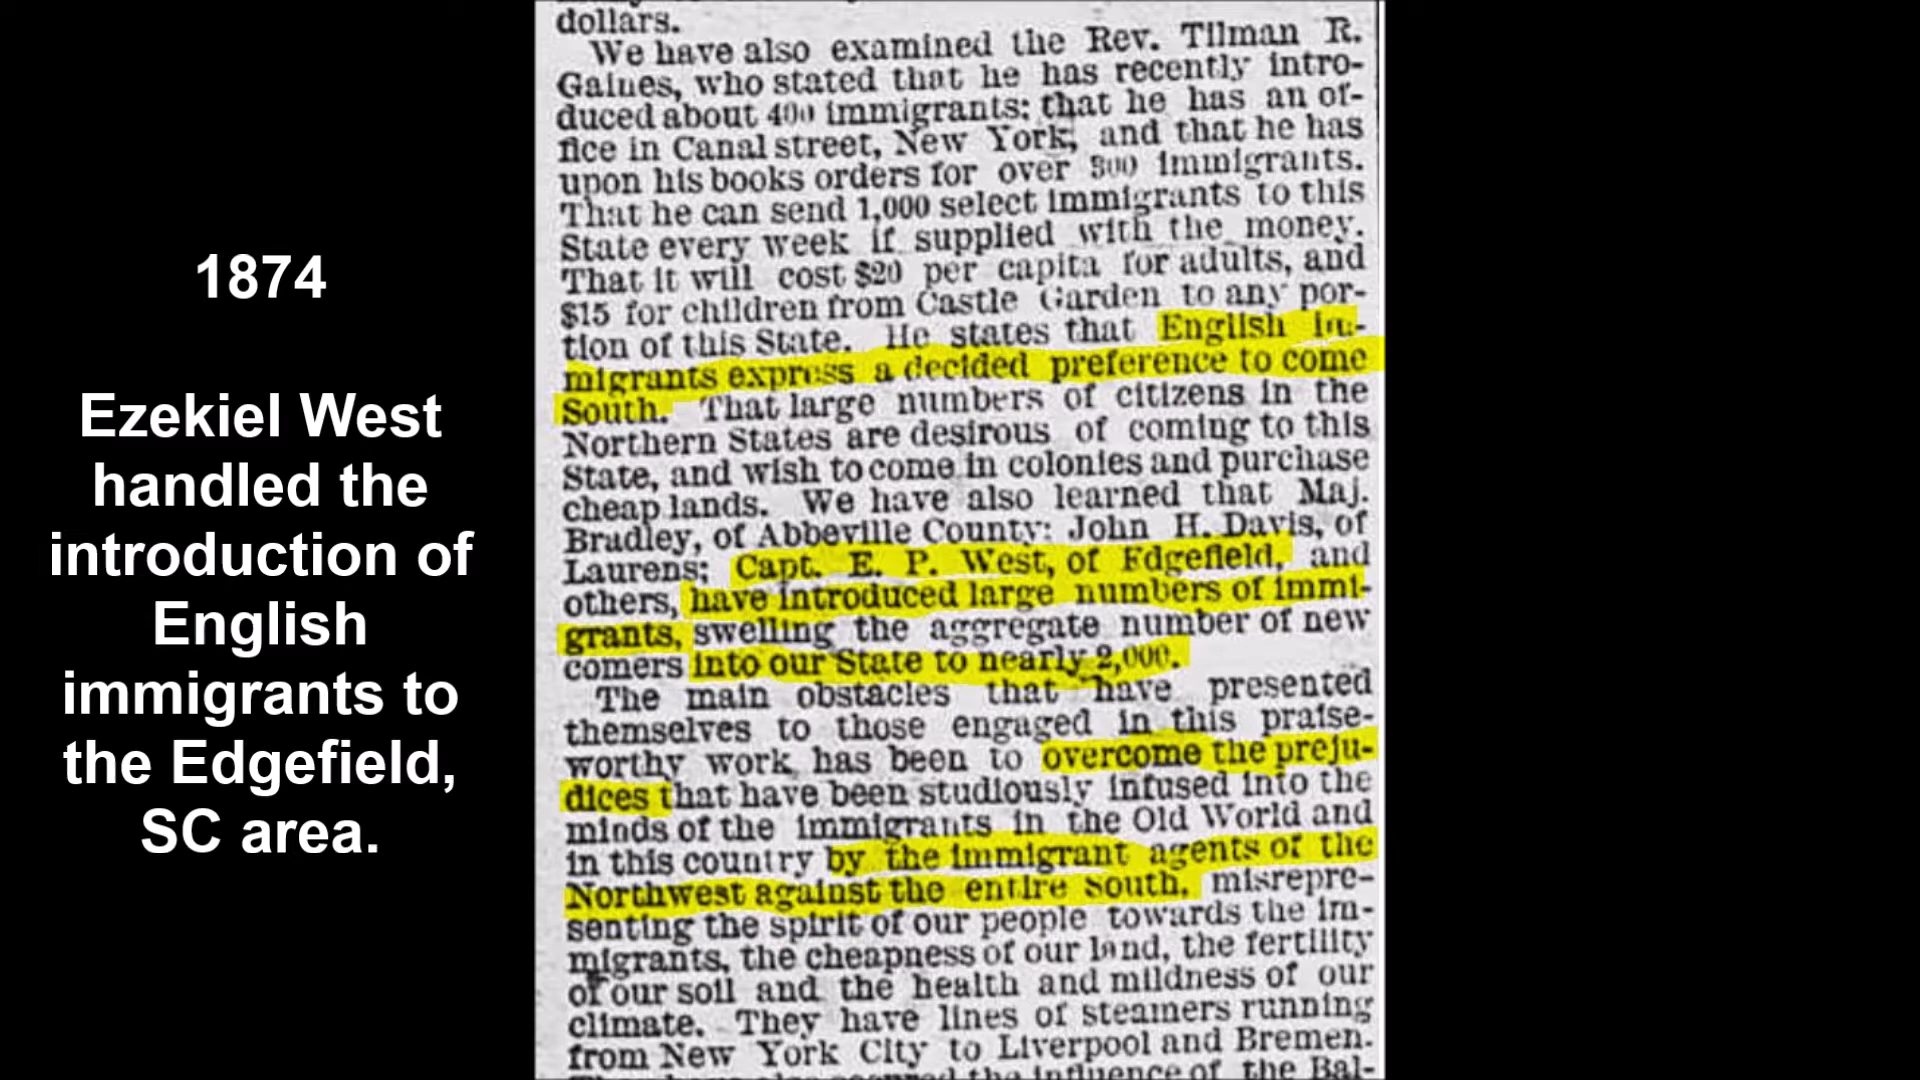 1874
Ezekiel West
handled the
introduction of
English
immigrants to
the Edgefield,
SC area.
dollars.
We have also examined the Rev. Tilman R.
Gaines, who stated that he has recently intro-
duced about 400 immigrants; that he has an of-
fice in Canal street, New York, and that he has
upon his books orders for over 300 immigrants.
That he can send 1,000 select immigrants to this
State every week if supplied with the money.
That it will cost $20 per capita for adults, and
$15 for children from Castle Garden to any por-
tion of this State. He states that English im-
migrants express a decided preference to come
South. That large numbers of citizens in the
Northern States are desirous of coming to this
State, and wish to come in colonies and purchase
cheap lands. We have also learned that Maj.
Bradley, of Abbeville County: John H. Davis, of
Laurens; Capt. E. P. West, of Edgefield, and
others, have introduced large numbers of immi-
grants, swelling the aggregate number of new
comers into our State to nearly 2,000.
The main obstacles that have presented
themselves to those engaged in this praise-
worthy work has been to overcome the preju-
dices that have been studiously infused into the
minds of the immigrants in the Old World and
in this country by the immigrant agents of the
Northwest against the entire South, misrepre-
senting the spirit of our people towards the im-
migrants, the cheapness of our land, the fertility
of our soil and the health and mildness of our
climate. They have lines of steamers running
from New York City to Liverpool and Bremen.
the influence of the Bal-